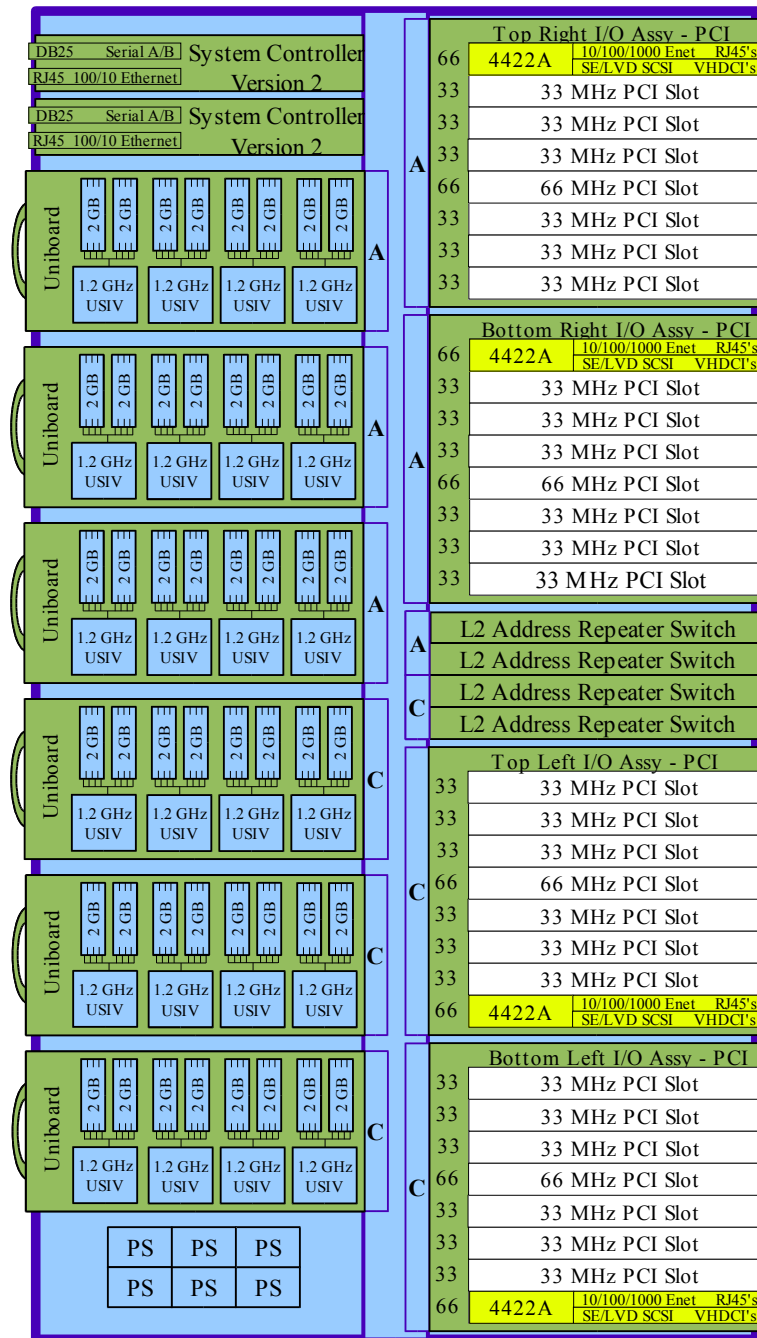 DB25 Serial A/B System Controller
RJ45 100/10 Ethernet Version 2
DB25 Serial A/B System Controller
RJ45 100/10 Ethernet Version 2
Uniboard
2 GB 2 GB 2 GB 2 GB 2 GB 2 GB 2 GB 2 GB
1.2 GHz 1.2 GHz 1.2 GHz 1.2 GHz
USIV USIV USIV USIV
A
Uniboard
2 GB 2 GB 2 GB 2 GB 2 GB 2 GB 2 GB 2 GB
1.2 GHz 1.2 GHz 1.2 GHz 1.2 GHz
USIV USIV USIV USIV
A
Uniboard
2 GB 2 GB 2 GB 2 GB 2 GB 2 GB 2 GB 2 GB
1.2 GHz 1.2 GHz 1.2 GHz 1.2 GHz
USIV USIV USIV USIV
A
Uniboard
2 GB 2 GB 2 GB 2 GB 2 GB 2 GB 2 GB 2 GB
1.2 GHz 1.2 GHz 1.2 GHz 1.2 GHz
USIV USIV USIV USIV
C
Uniboard
2 GB 2 GB 2 GB 2 GB 2 GB 2 GB 2 GB 2 GB
1.2 GHz 1.2 GHz 1.2 GHz 1.2 GHz
USIV USIV USIV USIV
C
Uniboard
2 GB 2 GB 2 GB 2 GB 2 GB 2 GB 2 GB 2 GB
1.2 GHz 1.2 GHz 1.2 GHz 1.2 GHz
USIV USIV USIV USIV
C
PS PS PS
PS PS PS
A
Top Right I/O Assy - PCI
66 4422A 10/100/1000 Enet RJ45's
SE/LVD SCSI VHDCI's
33 33 MHz PCI Slot
33 33 MHz PCI Slot
33 33 MHz PCI Slot
66 66 MHz PCI Slot
33 33 MHz PCI Slot
33 33 MHz PCI Slot
33 33 MHz PCI Slot
A
Bottom Right I/O Assy - PCI
66 4422A 10/100/1000 Enet RJ45's
SE/LVD SCSI VHDCI's
33 33 MHz PCI Slot
33 33 MHz PCI Slot
33 33 MHz PCI Slot
66 66 MHz PCI Slot
33 33 MHz PCI Slot
33 33 MHz PCI Slot
33 33 MHz PCI Slot
A
L2 Address Repeater Switch
L2 Address Repeater Switch
C
L2 Address Repeater Switch
L2 Address Repeater Switch
C
Top Left I/O Assy - PCI
33 33 MHz PCI Slot
33 33 MHz PCI Slot
33 33 MHz PCI Slot
66 66 MHz PCI Slot
33 33 MHz PCI Slot
33 33 MHz PCI Slot
33 33 MHz PCI Slot
66 4422A 10/100/1000 Enet RJ45's
SE/LVD SCSI VHDCI's
C
Bottom Left I/O Assy - PCI
33 33 MHz PCI Slot
33 33 MHz PCI Slot
33 33 MHz PCI Slot
66 66 MHz PCI Slot
33 33 MHz PCI Slot
33 33 MHz PCI Slot
33 33 MHz PCI Slot
66 4422A 10/100/1000 Enet RJ45's
SE/LVD SCSI VHDCI's